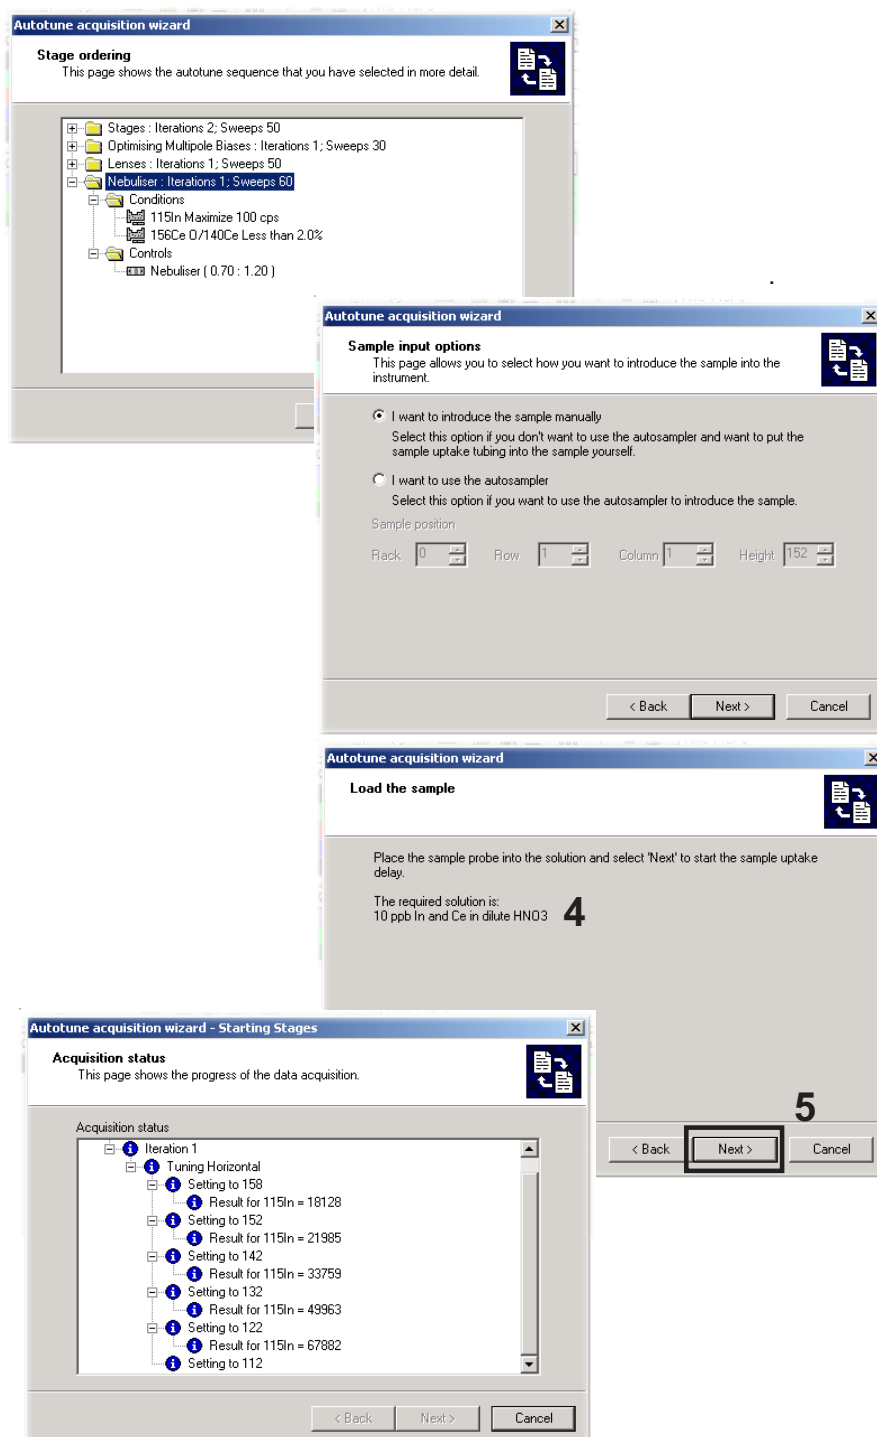 Autotune acquisition wizard
Stage ordering
This page shows the autotune sequence that you have selected in more detail.
Stages : Iterations 2; Sweeps 50
Optimising Multipole Biases : Iterations 1; Sweeps 30
Lenses : Iterations 1; Sweeps 50
Nebuliser : Iterations 1; Sweeps 60
Conditions
115In Maximize 100 cps
156Ce O/140Ce Less than 2.0%
Controls
Nebuliser ( 0.70 : 1.20 )
Autotune acquisition wizard
Sample input options
This page allows you to select how you want to introduce the sample into the
instrument.
I want to introduce the sample manually
Select this option if you don't want to use the autosampler and want to put the
sample uptake tubing into the sample yourself.
I want to use the autosampler
Select this option if you want to use the autosampler to introduce the sample.
Sample position
Rack 0 Row 1 Column 1 Height 152
< Back Next > Cancel
Autotune acquisition wizard
Load the sample
Place the sample probe into the solution and select 'Next' to start the sample uptake
delay.
The required solution is:
10 ppb In and Ce in dilute HNO3 4
5
< Back Next > Cancel
Autotune acquisition wizard - Starting Stages
Acquisition status
This page shows the progress of the data acquisition.
Acquisition status
Iteration 1
Tuning Horizontal
Setting to 158
Result for 115In = 18128
Setting to 152
Result for 115In = 21985
Setting to 142
Result for 115In = 33759
Setting to 132
Result for 115In = 49963
Setting to 122
Result for 115In = 67882
Setting to 112
< Back Next > Cancel